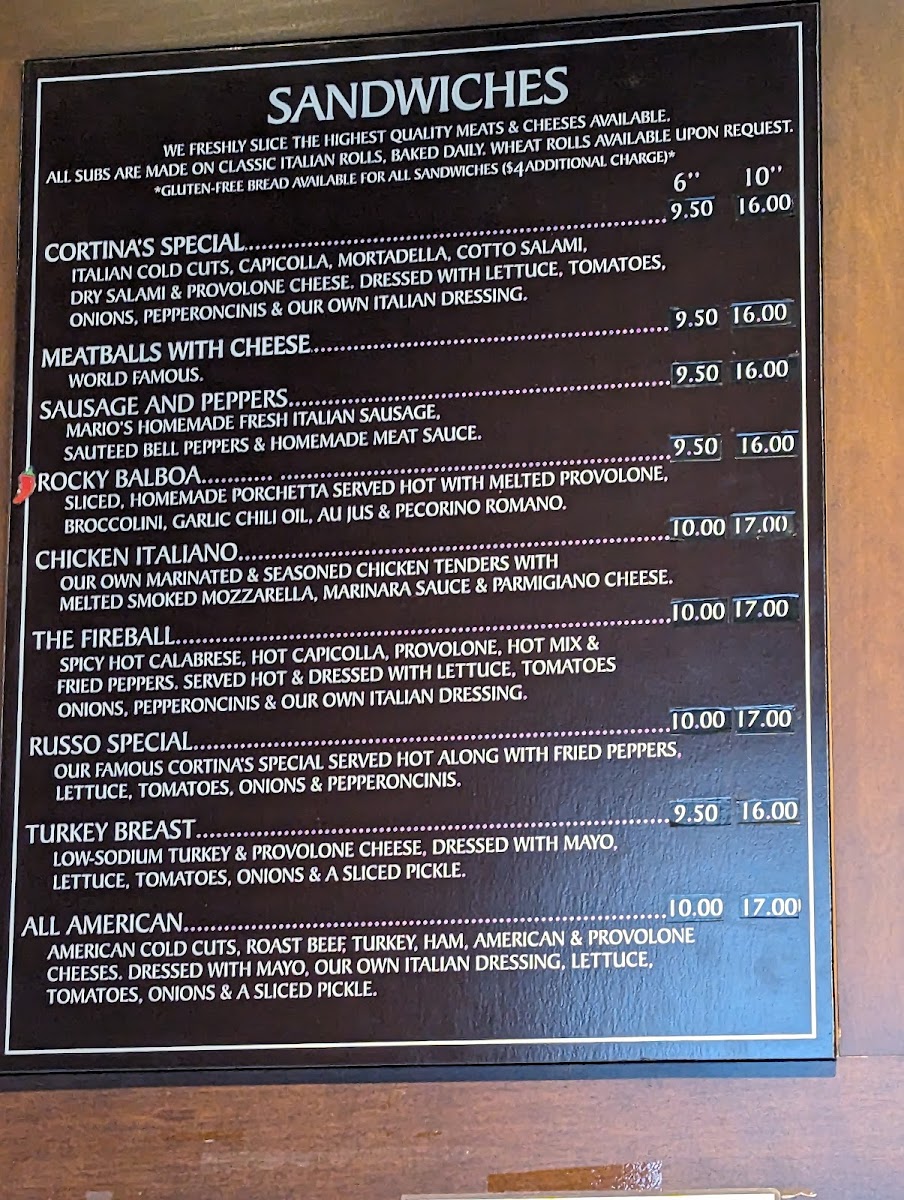 SANDWICHES
WE FRESHLY SLICE THE HIGHEST QUALITY MEATS & CHEESES AVAILABLE.
ALL SUBS ARE MADE ON CLASSIC ITALIAN ROLLS, BAKED DAILY. WHEAT ROLLS AVAILABLE UPON REQUEST.
*GLUTEN-FREE BREAD AVAILABLE FOR ALL SANDWICHES ($4 ADDITIONAL CHARGE)*
6" 10"
CORTINA'S SPECIAL 9.50 16.00
ITALIAN COLD CUTS, CAPICOLLA, MORTADELLA, COTTO SALAMI,
DRY SALAMI & PROVOLONE CHEESE. DRESSED WITH LETTUCE, TOMATOES,
ONIONS, PEPPERONCINIS & OUR OWN ITALIAN DRESSING.
MEATBALLS WITH CHEESE 9.50 16.00
WORLD FAMOUS.
SAUSAGE AND PEPPERS 9.50 16.00
MARIO'S HOMEMADE FRESH ITALIAN SAUSAGE,
SAUTEED BELL PEPPERS & HOMEMADE MEAT SAUCE.
ROCKY BALBOA 9.50 16.00
SLICED, HOMEMADE PORCHETTA SERVED HOT WITH MELTED PROVOLONE,
BROCCOLINI, GARLIC CHILI OIL, AU JUS & PECORINO ROMANO.
CHICKEN ITALIANO 10.00 17.00
OUR OWN MARINATED & SEASONED CHICKEN TENDERS WITH
MELTED SMOKED MOZZARELLA, MARINARA SAUCE & PARMIGIANO CHEESE.
THE FIREBALL 10.00 17.00
SPICY HOT CALABRESE, HOT CAPICOLLA, PROVOLONE, HOT MIX &
FRIED PEPPERS. SERVED HOT & DRESSED WITH LETTUCE, TOMATOES
ONIONS, PEPPERONCINIS & OUR OWN ITALIAN DRESSING.
RUSSO SPECIAL 10.00 17.00
OUR FAMOUS CORTINA'S SPECIAL SERVED HOT ALONG WITH FRIED PEPPERS,
LETTUCE, TOMATOES, ONIONS & PEPPERONCINIS.
TURKEY BREAST 9.50 16.00
LOW-SODIUM TURKEY & PROVOLONE CHEESE, DRESSED WITH MAYO,
LETTUCE, TOMATOES, ONIONS & A SLICED PICKLE.
ALL AMERICAN 10.00 17.00
AMERICAN COLD CUTS, ROAST BEEF, TURKEY, HAM, AMERICAN & PROVOLONE
CHEESES. DRESSED WITH MAYO, OUR OWN ITALIAN DRESSING, LETTUCE,
TOMATOES, ONIONS & A SLICED PICKLE.